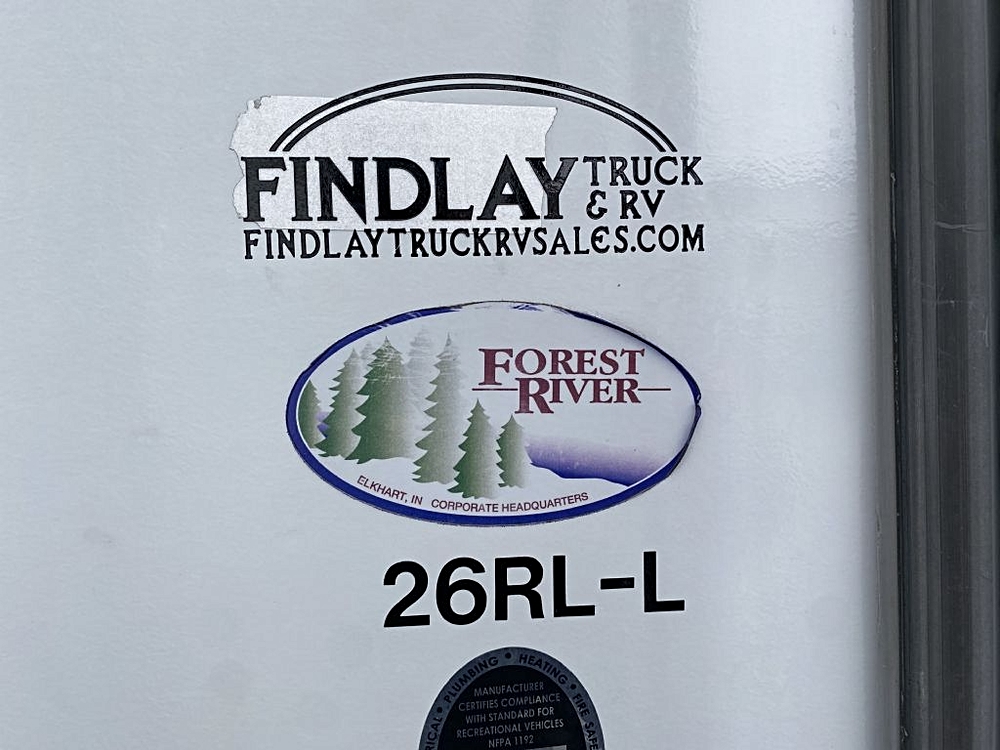 FINDLAY TRUCK
& RV
FINDLAYTRUCKRVSALES.COM
FOREST
RIVER
ELKHART, IN CORPORATE HEADQUARTERS
26RL-L
PLUMBING • HEATING • FIRE
MANUFACTURER
CERTIFIES COMPLIANCE
WITH STANDARD FOR
RECREATIONAL VEHICLES
NFPA 1192